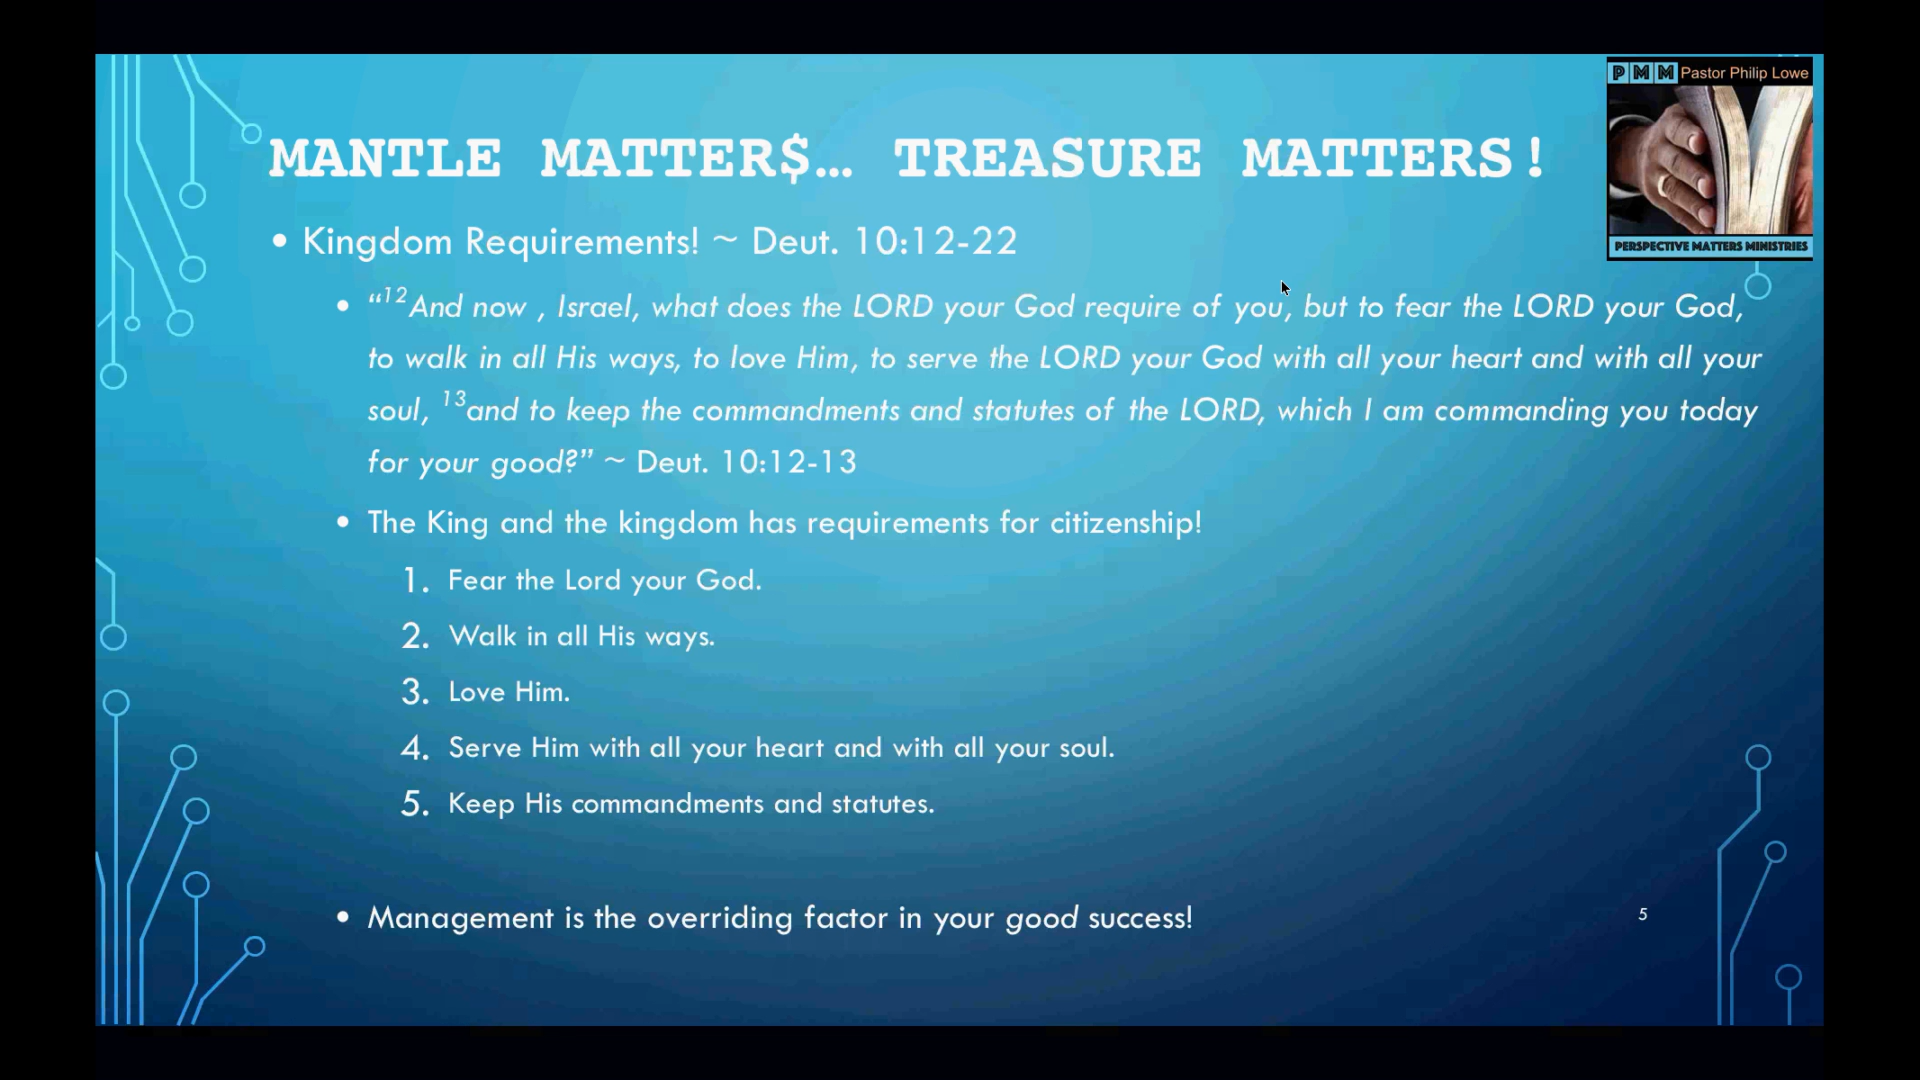 P M M Pastor Philip Lowe
MANTLE MATTER$… TREASURE MATTERS!
PERSPECTIVE MATTERS MINISTRIES
• Kingdom Requirements! ~ Deut. 10:12-22
• “12And now , Israel, what does the LORD your God require of you, but to fear the LORD your God,
to walk in all His ways, to love Him, to serve the LORD your God with all your heart and with all your
soul, 13and to keep the commandments and statutes of the LORD, which I am commanding you today
for your good?” ~ Deut. 10:12-13
• The King and the kingdom has requirements for citizenship!
1. Fear the Lord your God.
2. Walk in all His ways.
3. Love Him.
4. Serve Him with all your heart and with all your soul.
5. Keep His commandments and statutes.
• Management is the overriding factor in your good success!
5